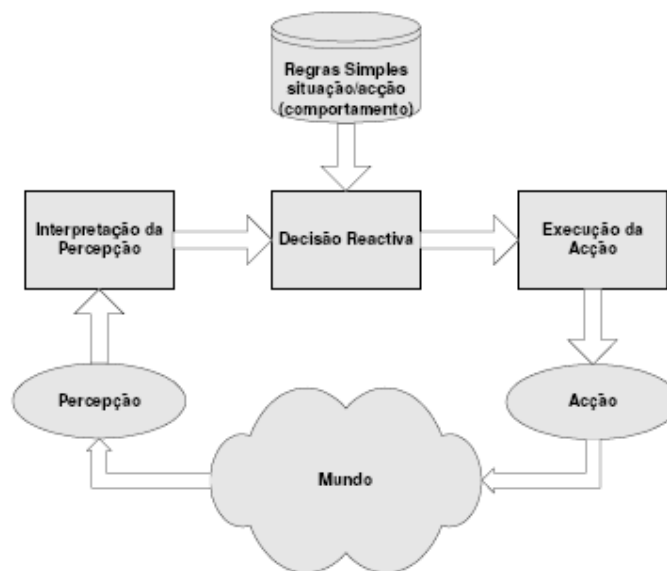 Regras Simples
situação/acção
(comportamento)
Interpretação da
Percepção
Decisão Reactiva
Execução da
Acção
Percepção
Acção
Mundo